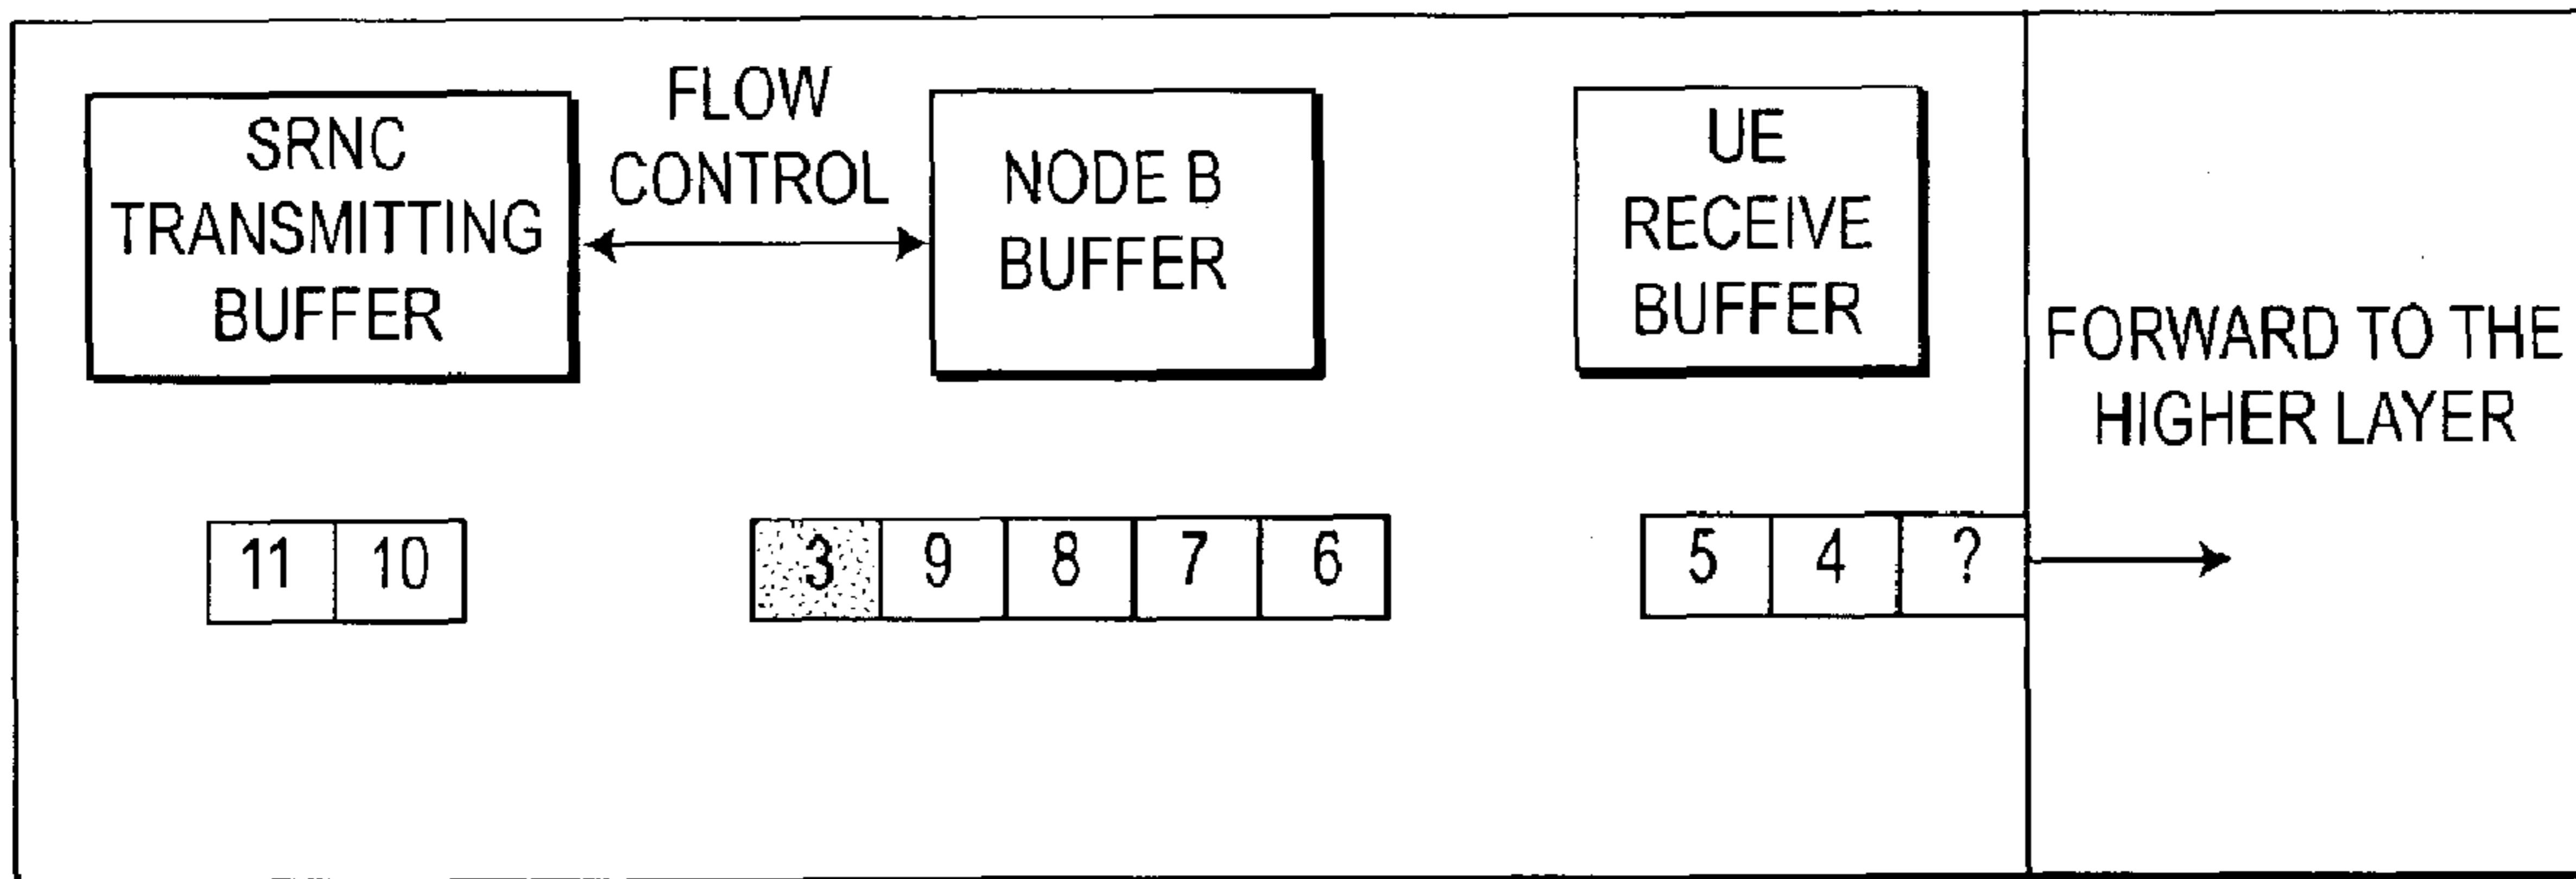 SRNC
TRANSMITTING
BUFFER
FLOW
CONTROL
NODE B
BUFFER
UE
RECEIVE
BUFFER
FORWARD TO THE
HIGHER LAYER
11 10
3 9 8 7 6
5 4 ?